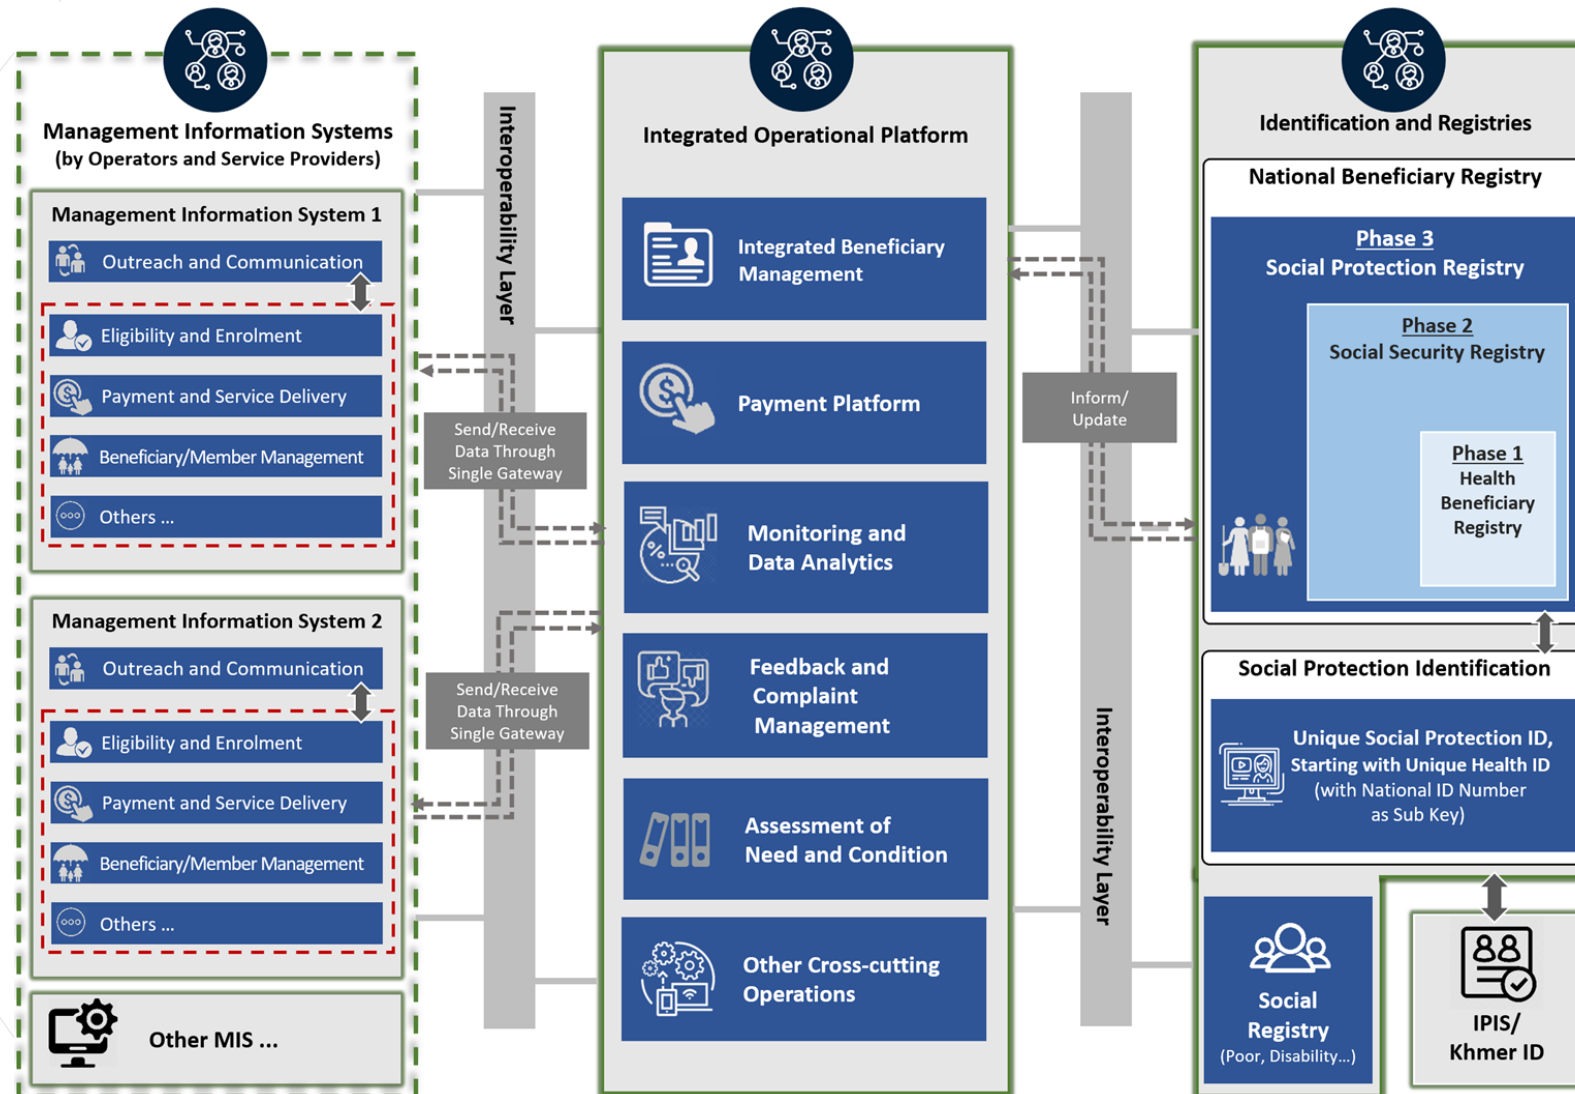 Management Information Systems
(by Operators and Service Providers)
Management Information System 1
Outreach and Communication
Eligibility and Enrolment
Payment and Service Delivery
Beneficiary/Member Management
Others ...
Management Information System 2
Outreach and Communication
Eligibility and Enrolment
Payment and Service Delivery
Beneficiary/Member Management
Others ...
Other MIS ...
Interoperability Layer
Send/Receive
Data Through
Single Gateway
Send/Receive
Data Through
Single Gateway
Integrated Operational Platform
Integrated Beneficiary
Management
Payment Platform
Monitoring and
Data Analytics
Feedback and
Complaint
Management
Assessment of
Need and Condition
Other Cross-cutting
Operations
Inform/
Update
Interoperability Layer
Identification and Registries
National Beneficiary Registry
Phase 3
Social Protection Registry
Phase 2
Social Security Registry
Phase 1
Health
Beneficiary
Registry
Social Protection Identification
Unique Social Protection ID,
Starting with Unique Health ID
(with National ID Number
as Sub Key)
Social
Registry
(Poor, Disability...)
IPIS/
Khmer ID